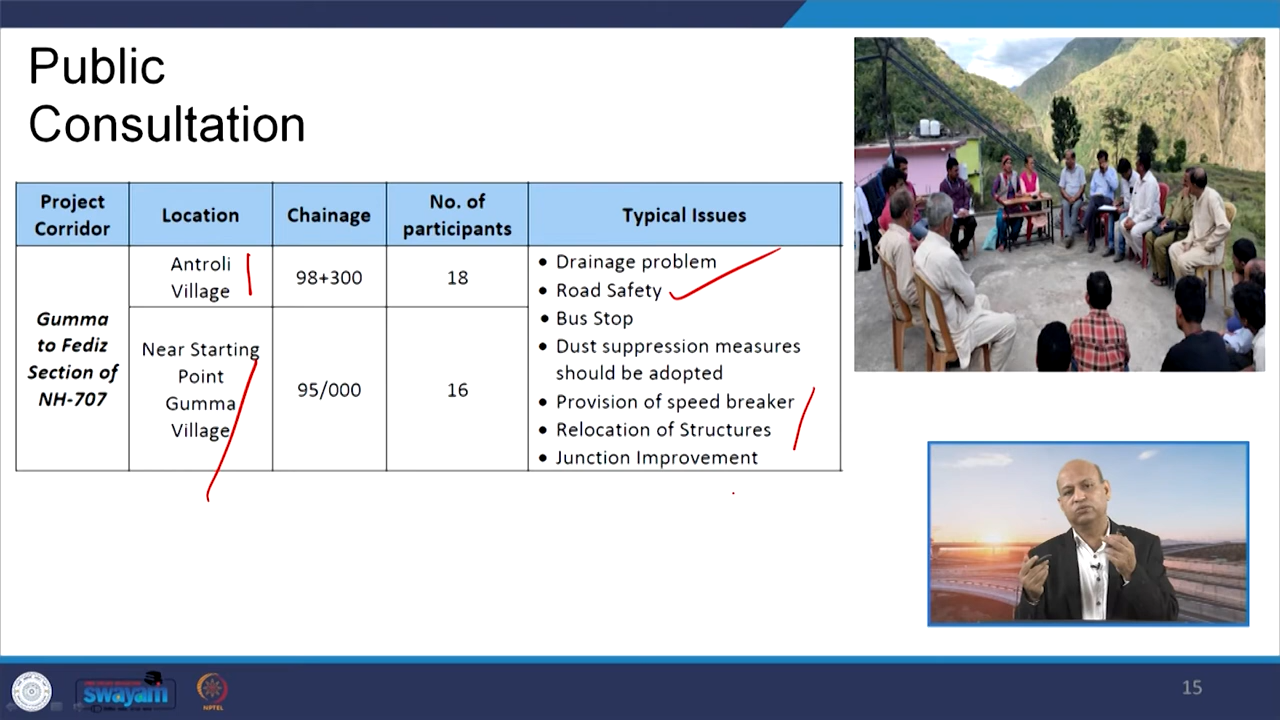 Public
Consultation
Project
Corridor
Location
Chainage
No. of
participants
Typical Issues
Gumma
to Fediz
Section of
NH-707
Antroli
Village
98+300
18
Near Starting
Point
Gumma
Village
95/000
16
• Drainage problem
• Road Safety
• Bus Stop
• Dust suppression measures
should be adopted
• Provision of speed breaker
• Relocation of Structures
• Junction Improvement
swayam
NPTEL
15